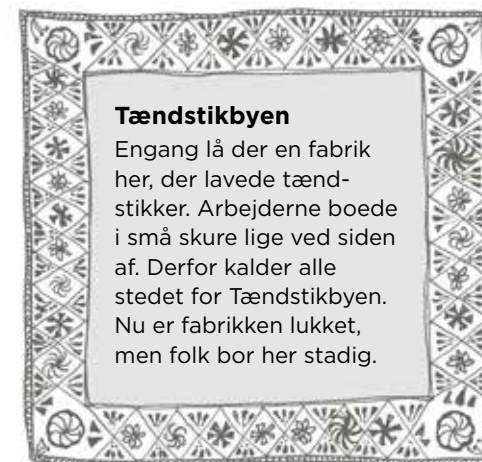 Tændstikbyen
Engang lå der en fabrik
her, der lavede tænd-
stikker. Arbejderne boede
i små skure lige ved siden
af. Derfor kalder alle
stedet for Tændstikbyen.
Nu er fabrikken lukket,
men folk bor her stadig.